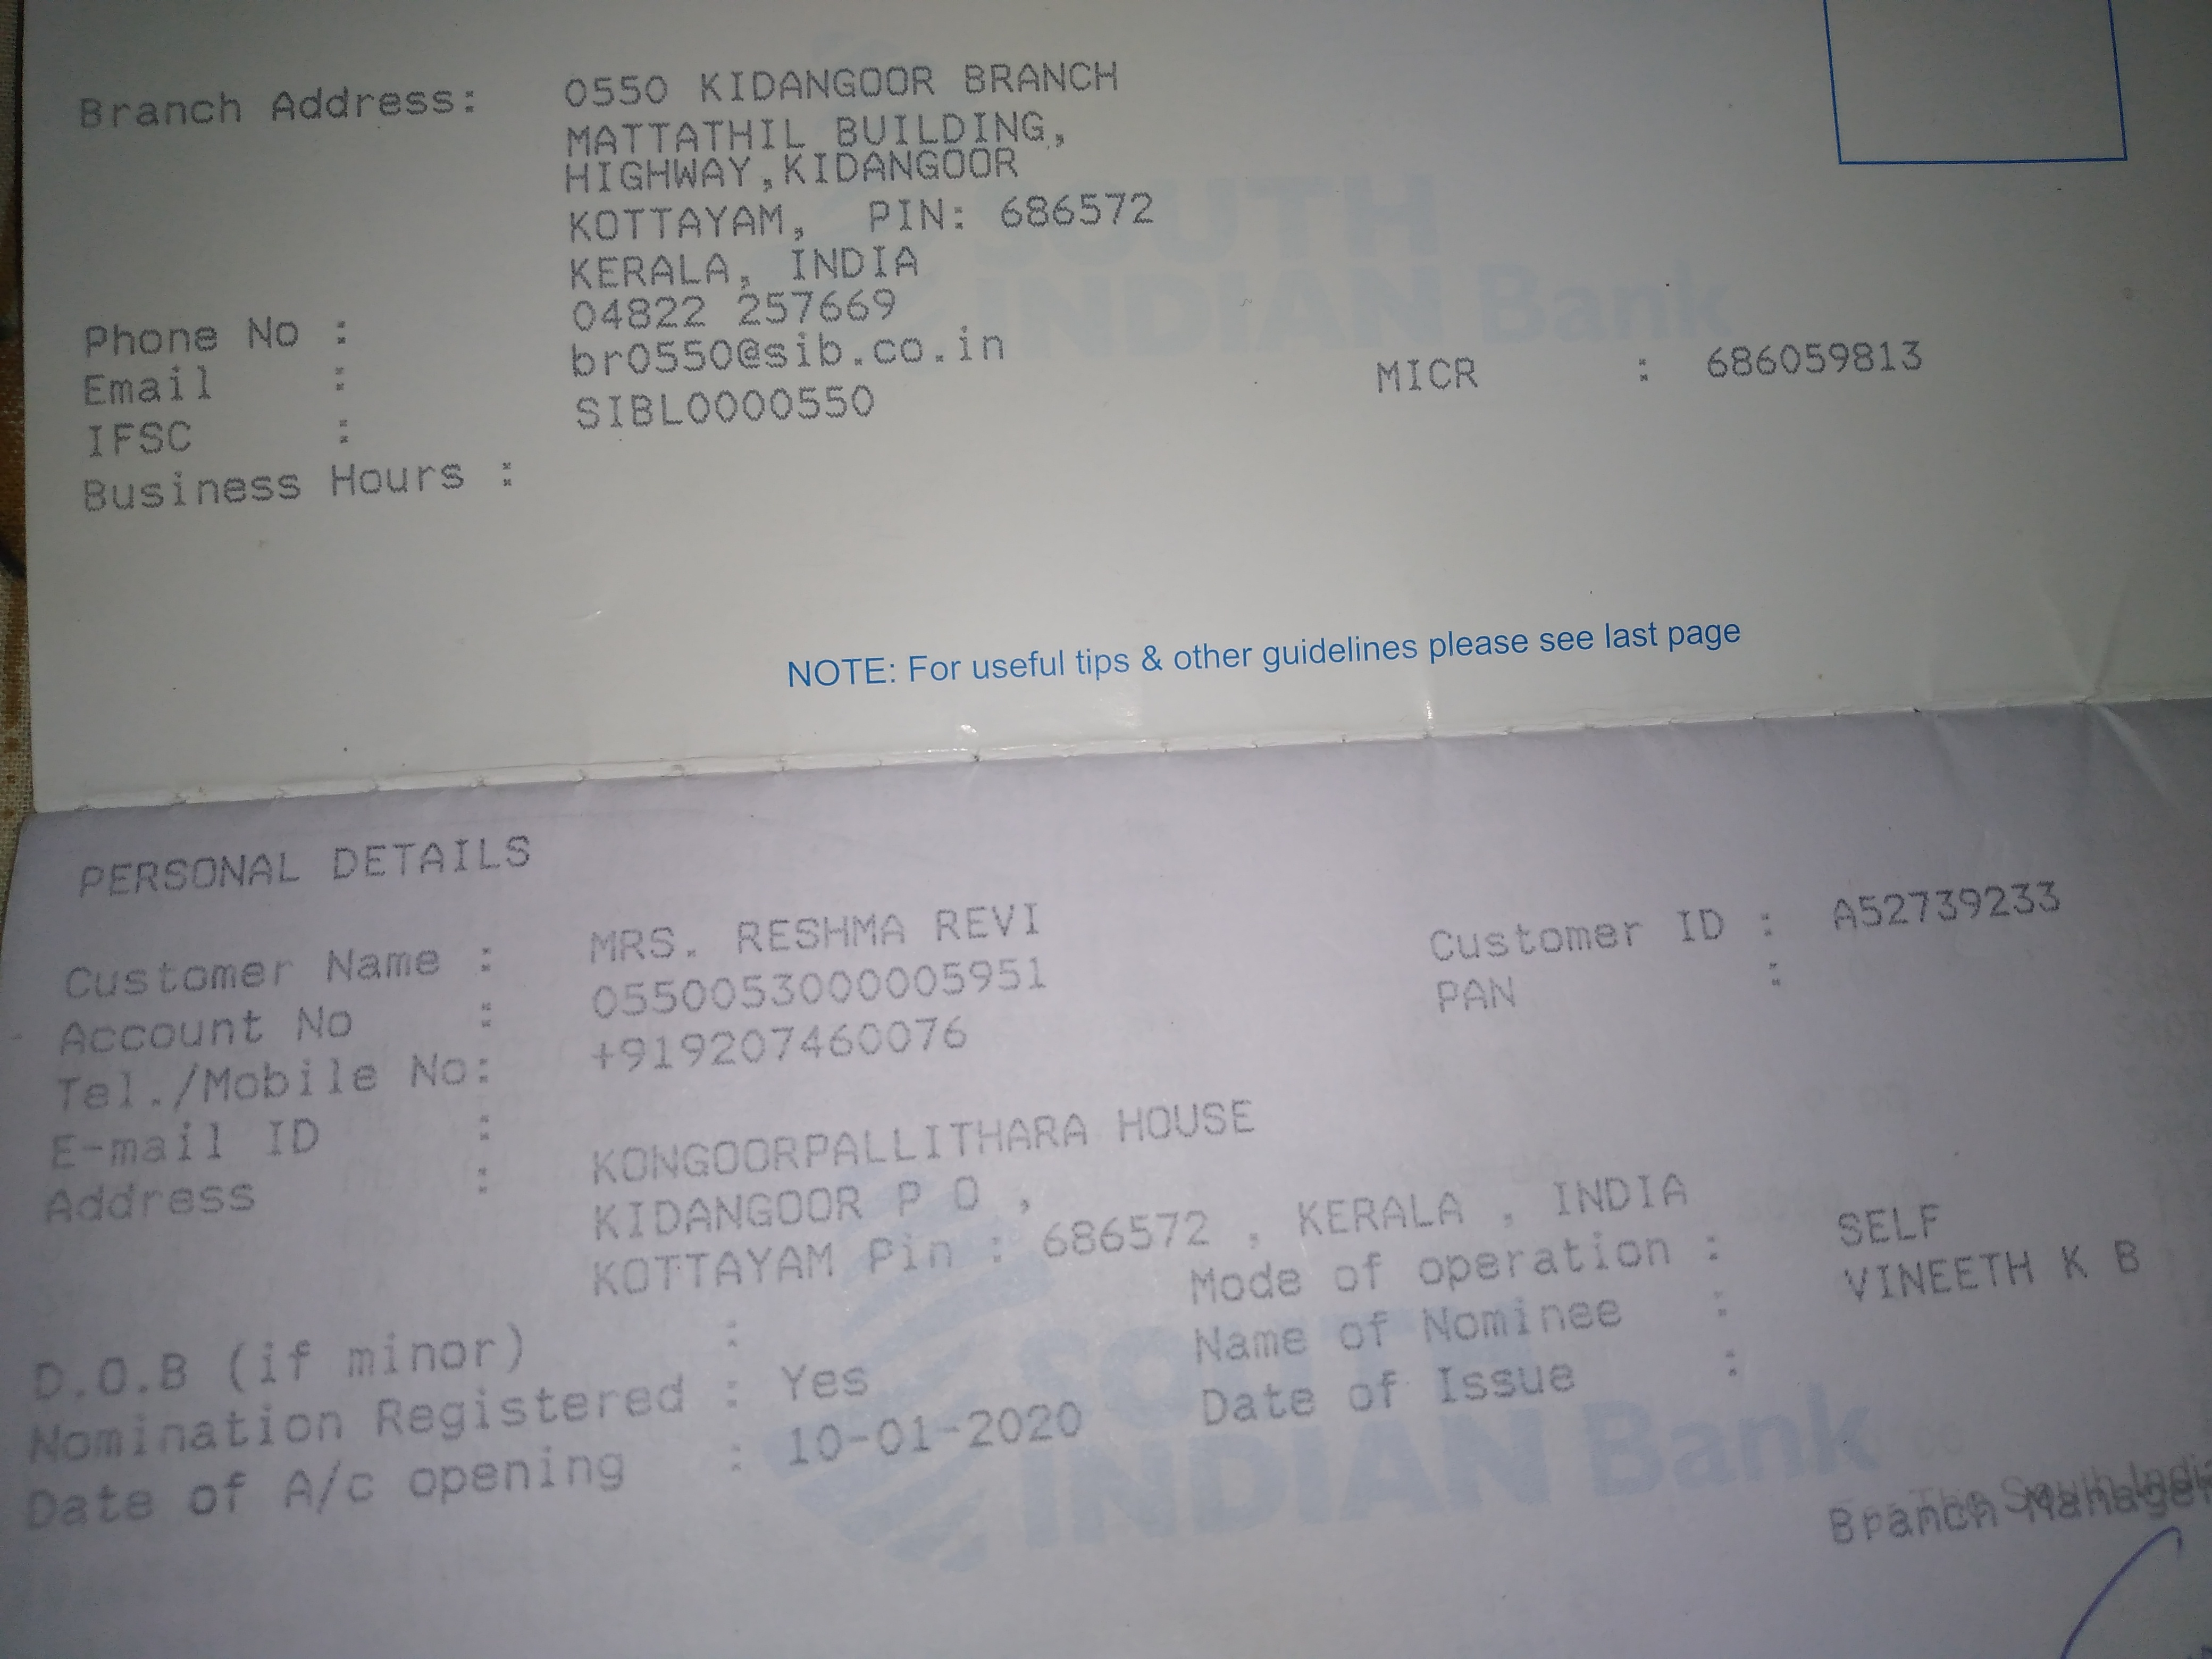 Branch Address: 0550 KIDANGOOR BRANCH
MATTATHIL BUILDING,
HIGHWAY,KIDANGOOR
KOTTAYAM, PIN: 686572
KERALA, INDIA
Phone No : 04822 257669
Email : br0550@sib.co.in
IFSC : SIBL0000550 MICR : 686059813
Business Hours :
SOUTH
INDIAN Bank
NOTE: For useful tips & other guidelines please see last page
PERSONAL DETAILS
Customer Name : MRS. RESHMA REVI Customer ID : A52739233
Account No : 0550053000005951 PAN :
Tel./Mobile No: +919207460076
E-mail ID :
Address : KONGOORPALLITHARA HOUSE
KIDANGOOR P O ,
KOTTAYAM Pin : 686572 , KERALA , INDIA
Mode of operation : SELF
D.O.B (if minor) : Name of Nominee : VINEETH K B
Nomination Registered : Yes Date of Issue :
Date of A/c opening : 10-01-2020
SOUTH
INDIAN Bank
Branch Manager